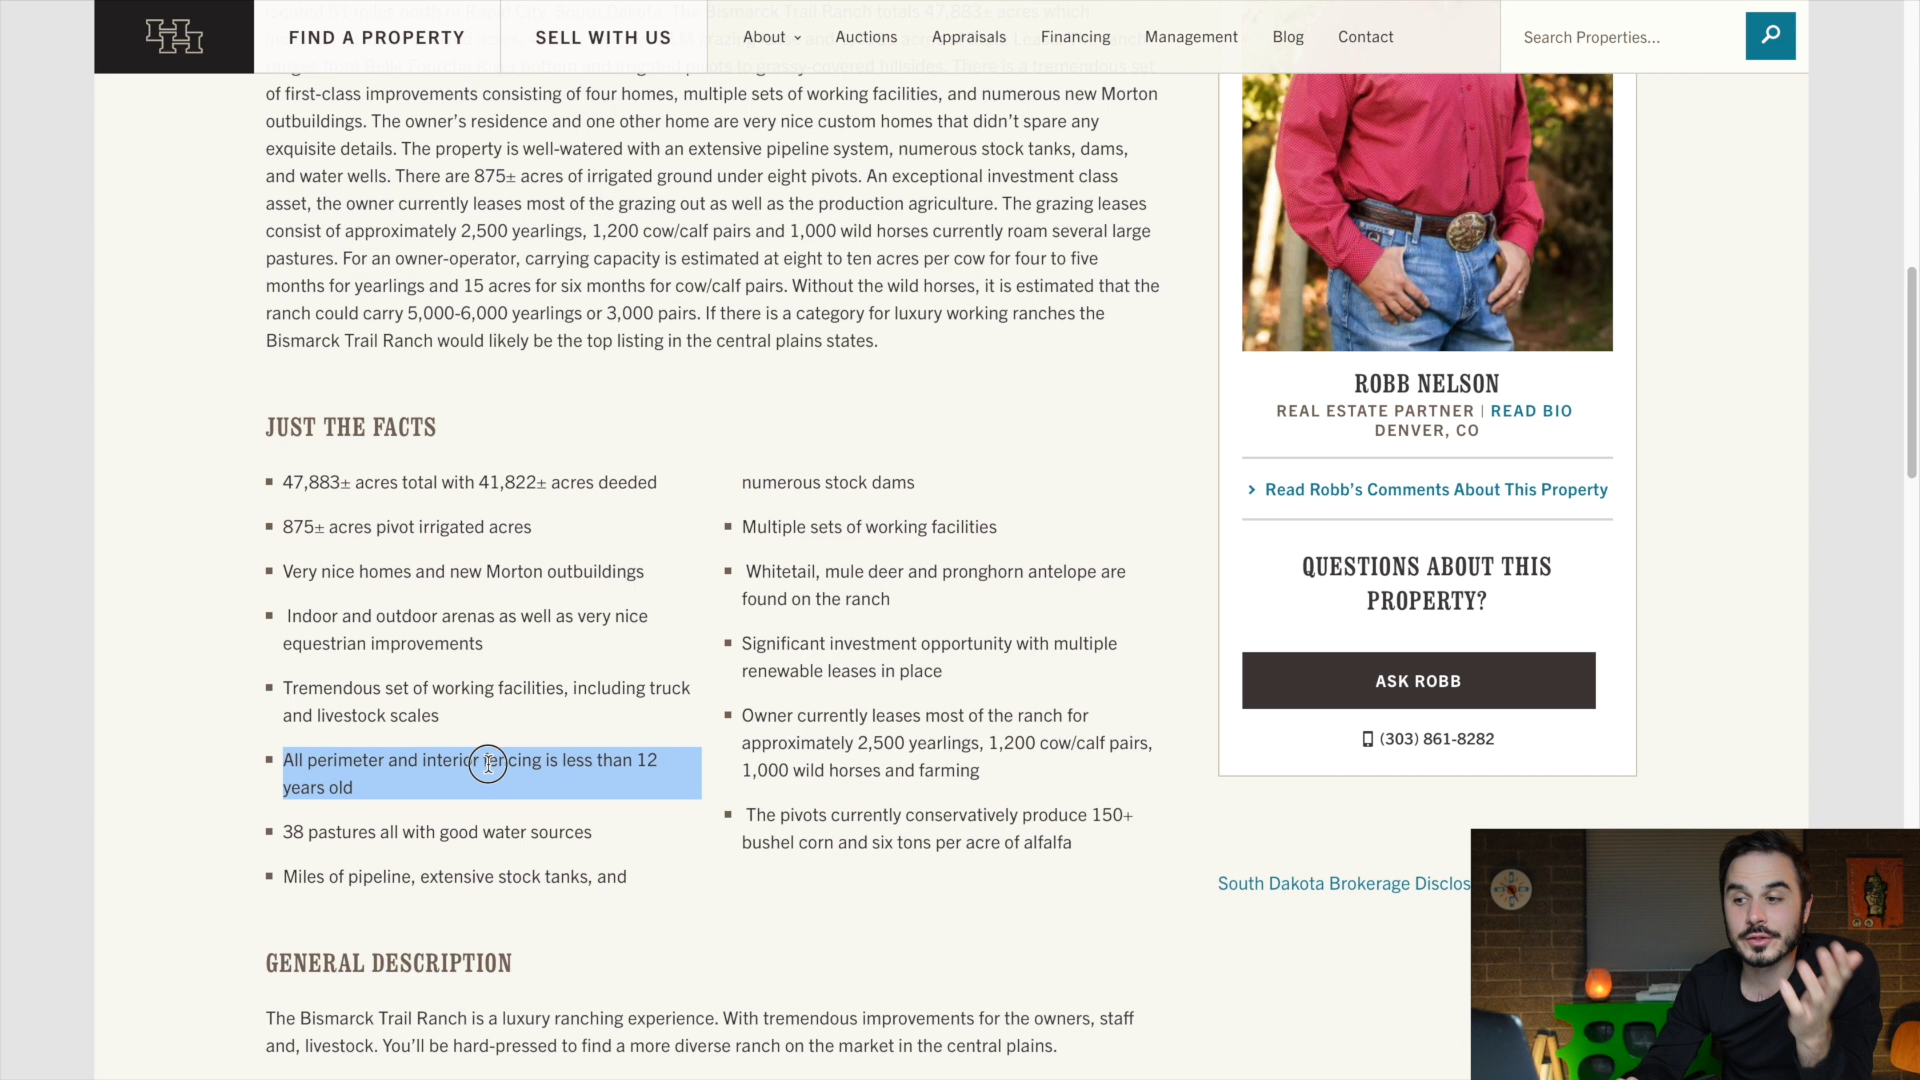 located 51 miles north of Rapid City, South Dakota. The Bismarck Trail Ranch totals 47,883± acres which
FIND A PROPERTY
SELL WITH US
About
Auctions
Appraisals
Financing
Management
Blog
Contact
Search Properties...
of first-class improvements consisting of four homes, multiple sets of working facilities, and numerous new Morton
outbuildings. The owner’s residence and one other home are very nice custom homes that didn’t spare any
exquisite details. The property is well-watered with an extensive pipeline system, numerous stock tanks, dams,
and water wells. There are 875± acres of irrigated ground under eight pivots. An exceptional investment class
asset, the owner currently leases most of the grazing out as well as the production agriculture. The grazing leases
consist of approximately 2,500 yearlings, 1,200 cow/calf pairs and 1,000 wild horses currently roam several large
pastures. For an owner-operator, carrying capacity is estimated at eight to ten acres per cow for four to five
months for yearlings and 15 acres for six months for cow/calf pairs. Without the wild horses, it is estimated that the
ranch could carry 5,000-6,000 yearlings or 3,000 pairs. If there is a category for luxury working ranches the
Bismarck Trail Ranch would likely be the top listing in the central plains states.
JUST THE FACTS
47,883± acres total with 41,822± acres deeded
875± acres pivot irrigated acres
Very nice homes and new Morton outbuildings
Indoor and outdoor arenas as well as very nice
equestrian improvements
Tremendous set of working facilities, including truck
and livestock scales
All perimeter and interior fencing is less than 12
years old
38 pastures all with good water sources
Miles of pipeline, extensive stock tanks, and
numerous stock dams
Multiple sets of working facilities
Whitetail, mule deer and pronghorn antelope are
found on the ranch
Significant investment opportunity with multiple
renewable leases in place
Owner currently leases most of the ranch for
approximately 2,500 yearlings, 1,200 cow/calf pairs,
1,000 wild horses and farming
The pivots currently conservatively produce 150+
bushel corn and six tons per acre of alfalfa
GENERAL DESCRIPTION
The Bismarck Trail Ranch is a luxury ranching experience. With tremendous improvements for the owners, staff
and, livestock. You’ll be hard-pressed to find a more diverse ranch on the market in the central plains.
ROBB NELSON
REAL ESTATE PARTNER | READ BIO
DENVER, CO
Read Robb’s Comments About This Property
QUESTIONS ABOUT THIS
PROPERTY?
ASK ROBB
(303) 861-8282
South Dakota Brokerage Disclos